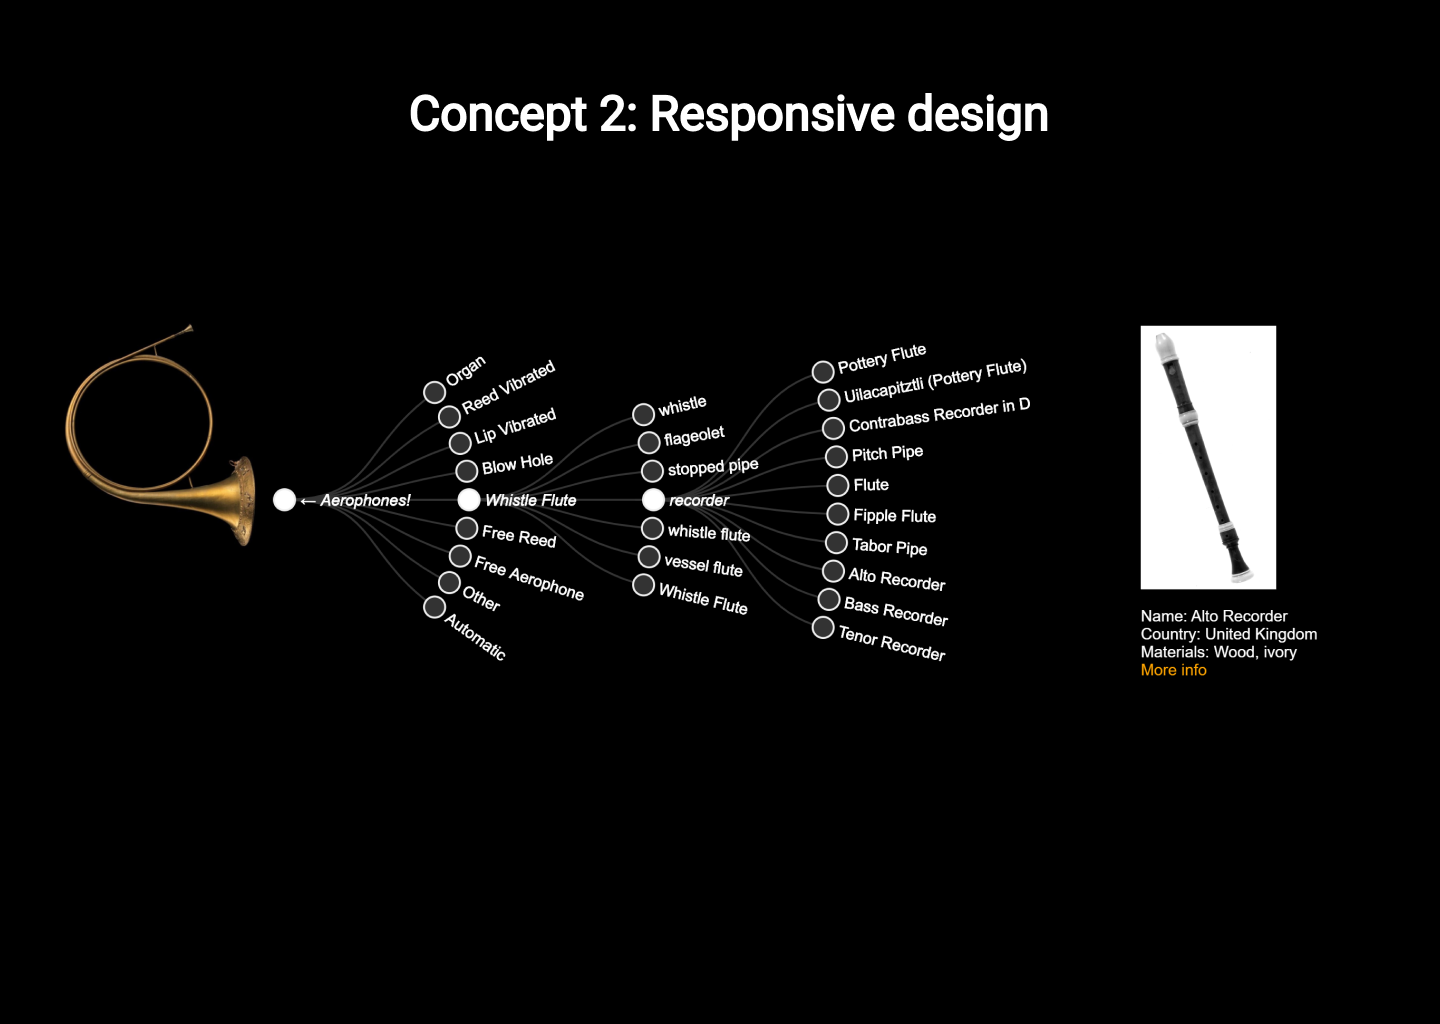 Concept 2: Responsive design
← Aerophones!
Organ
Reed Vibrated
Lip Vibrated
Blow Hole
Whistle Flute
Free Reed
Free Aerophone
Other
Automatic
whistle
flageolet
stopped pipe
recorder
whistle flute
vessel flute
Whistle Flute
Pottery Flute
Uilacapitztli (Pottery Flute)
Contrabass Recorder in D
Pitch Pipe
Flute
Fipple Flute
Tabor Pipe
Alto Recorder
Bass Recorder
Tenor Recorder
Name: Alto Recorder
Country: United Kingdom
Materials: Wood, ivory
More info